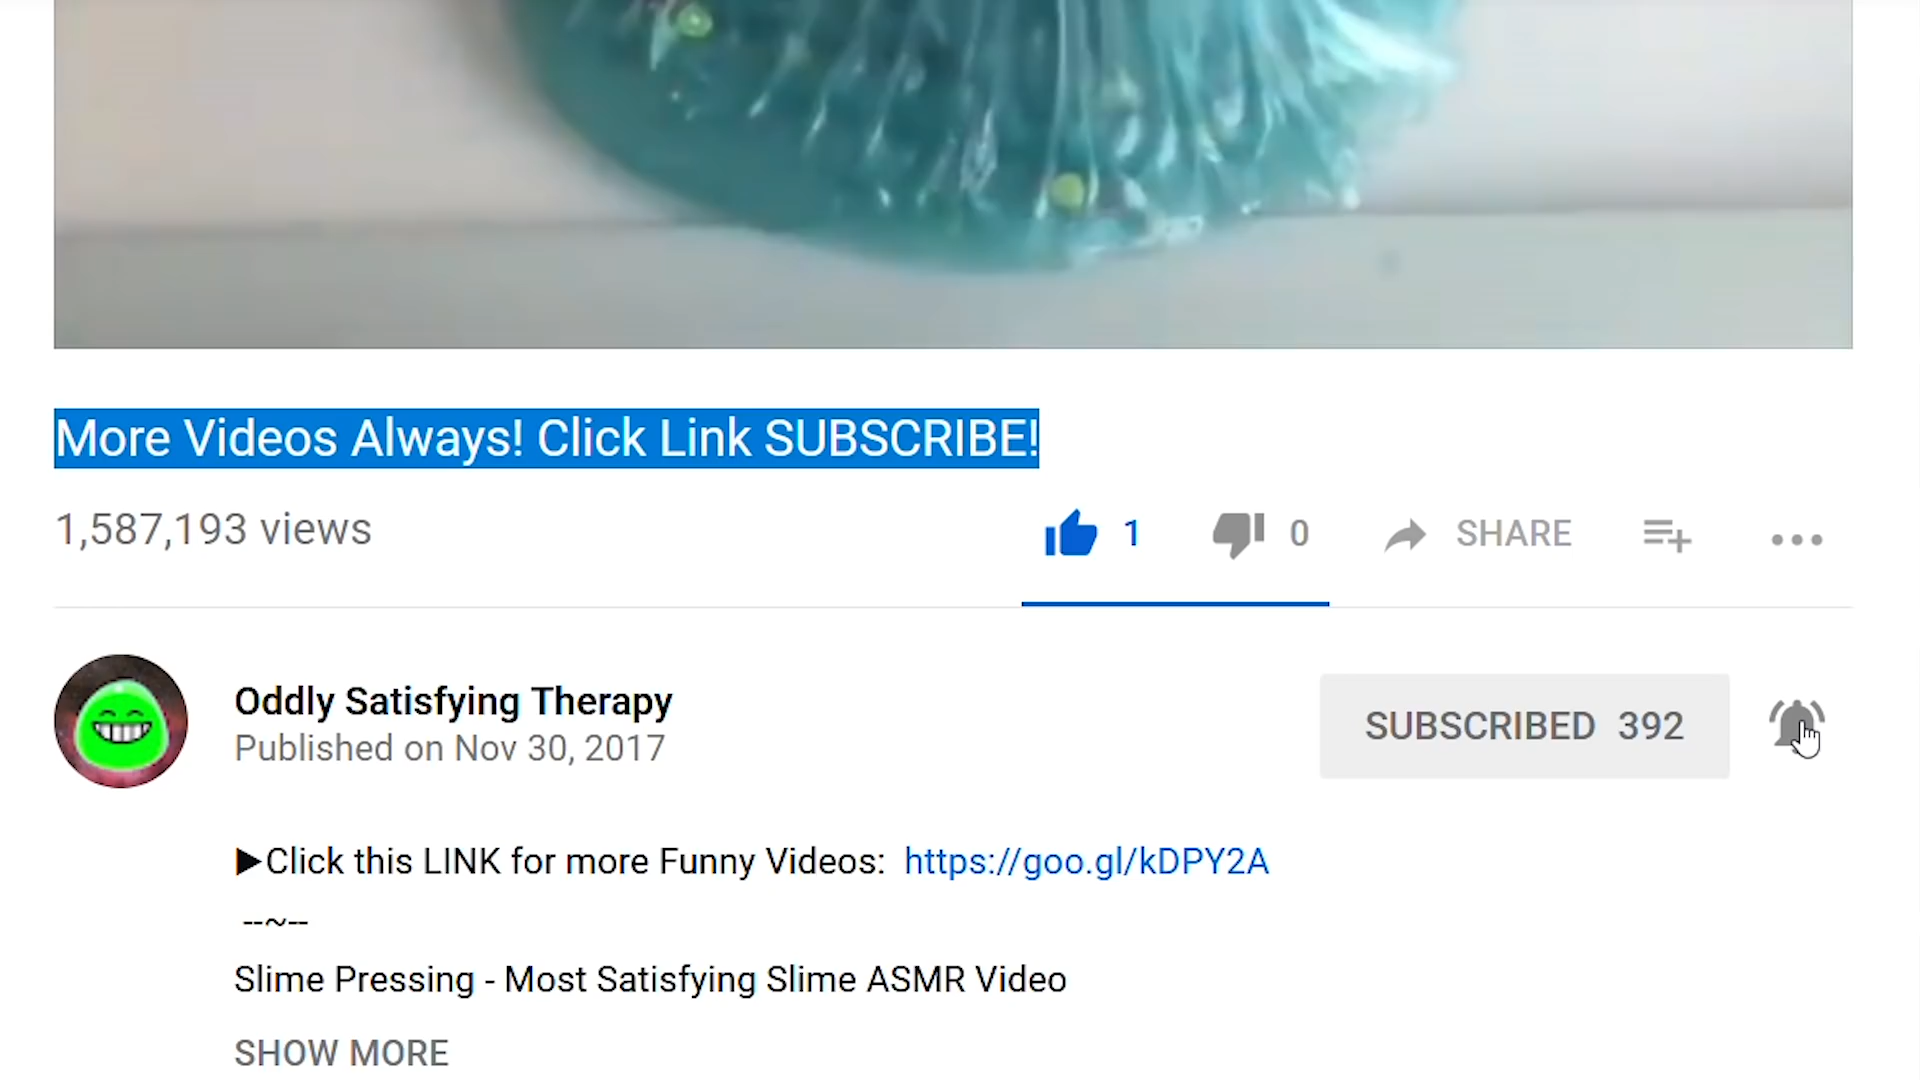 More Videos Always! Click Link SUBSCRIBE!
1,587,193 views
1
0
SHARE
Oddly Satisfying Therapy
Published on Nov 30, 2017
SUBSCRIBED 392
▶Click this LINK for more Funny Videos: https://goo.gl/kDPY2A
--~--
Slime Pressing - Most Satisfying Slime ASMR Video
SHOW MORE